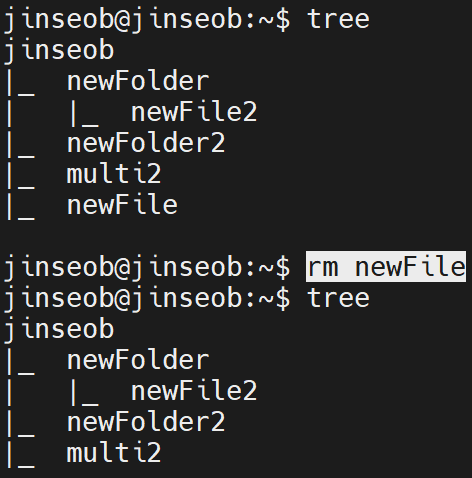 jinseob@jinseob:~$ tree
jinseob
|_  newFolder
|   |_  newFile2
|_  newFolder2
|_  multi2
|_  newFile

jinseob@jinseob:~$ rm newFile
jinseob@jinseob:~$ tree
jinseob
|_  newFolder
|   |_  newFile2
|_  newFolder2
|_  multi2